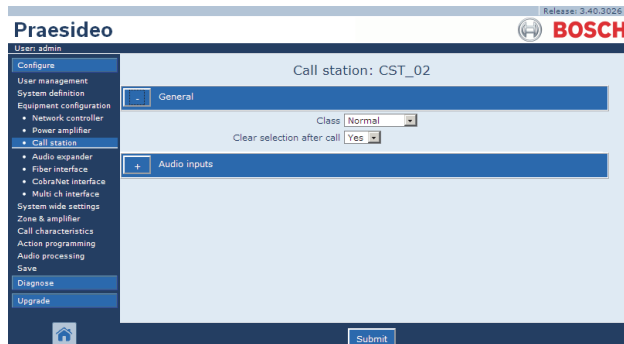 Release: 3.40.3026
Praesideo
BOSCH
User: admin
Configure
User management
System definition
Equipment configuration
• Network controller
• Power amplifier
• Call station
• Audio expander
• Fiber interface
• CobraNet interface
• Multi ch interface
System wide settings
Zone & amplifier
Call characteristics
Action programming
Audio processing
Save
Diagnose
Upgrade
Call station: CST_02
- General
Class Normal
Clear selection after call Yes
+ Audio inputs
Submit